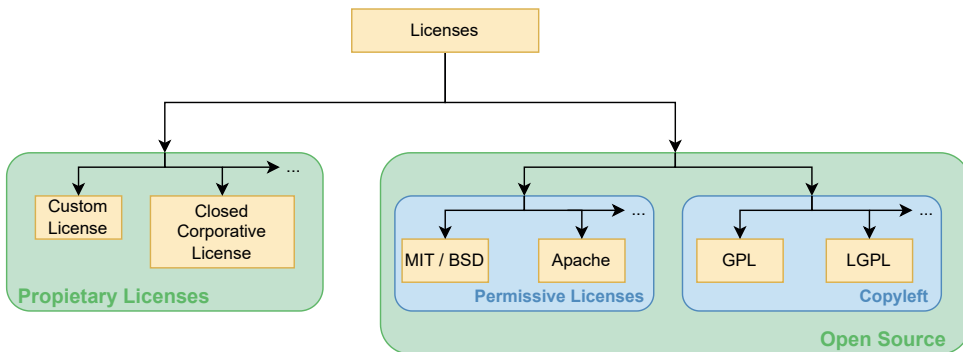 Licenses
...
Custom
License
Closed
Corporative
License
Propietary Licenses
...
MIT / BSD
Apache
Permissive Licenses
...
GPL
LGPL
Copyleft
Open Source